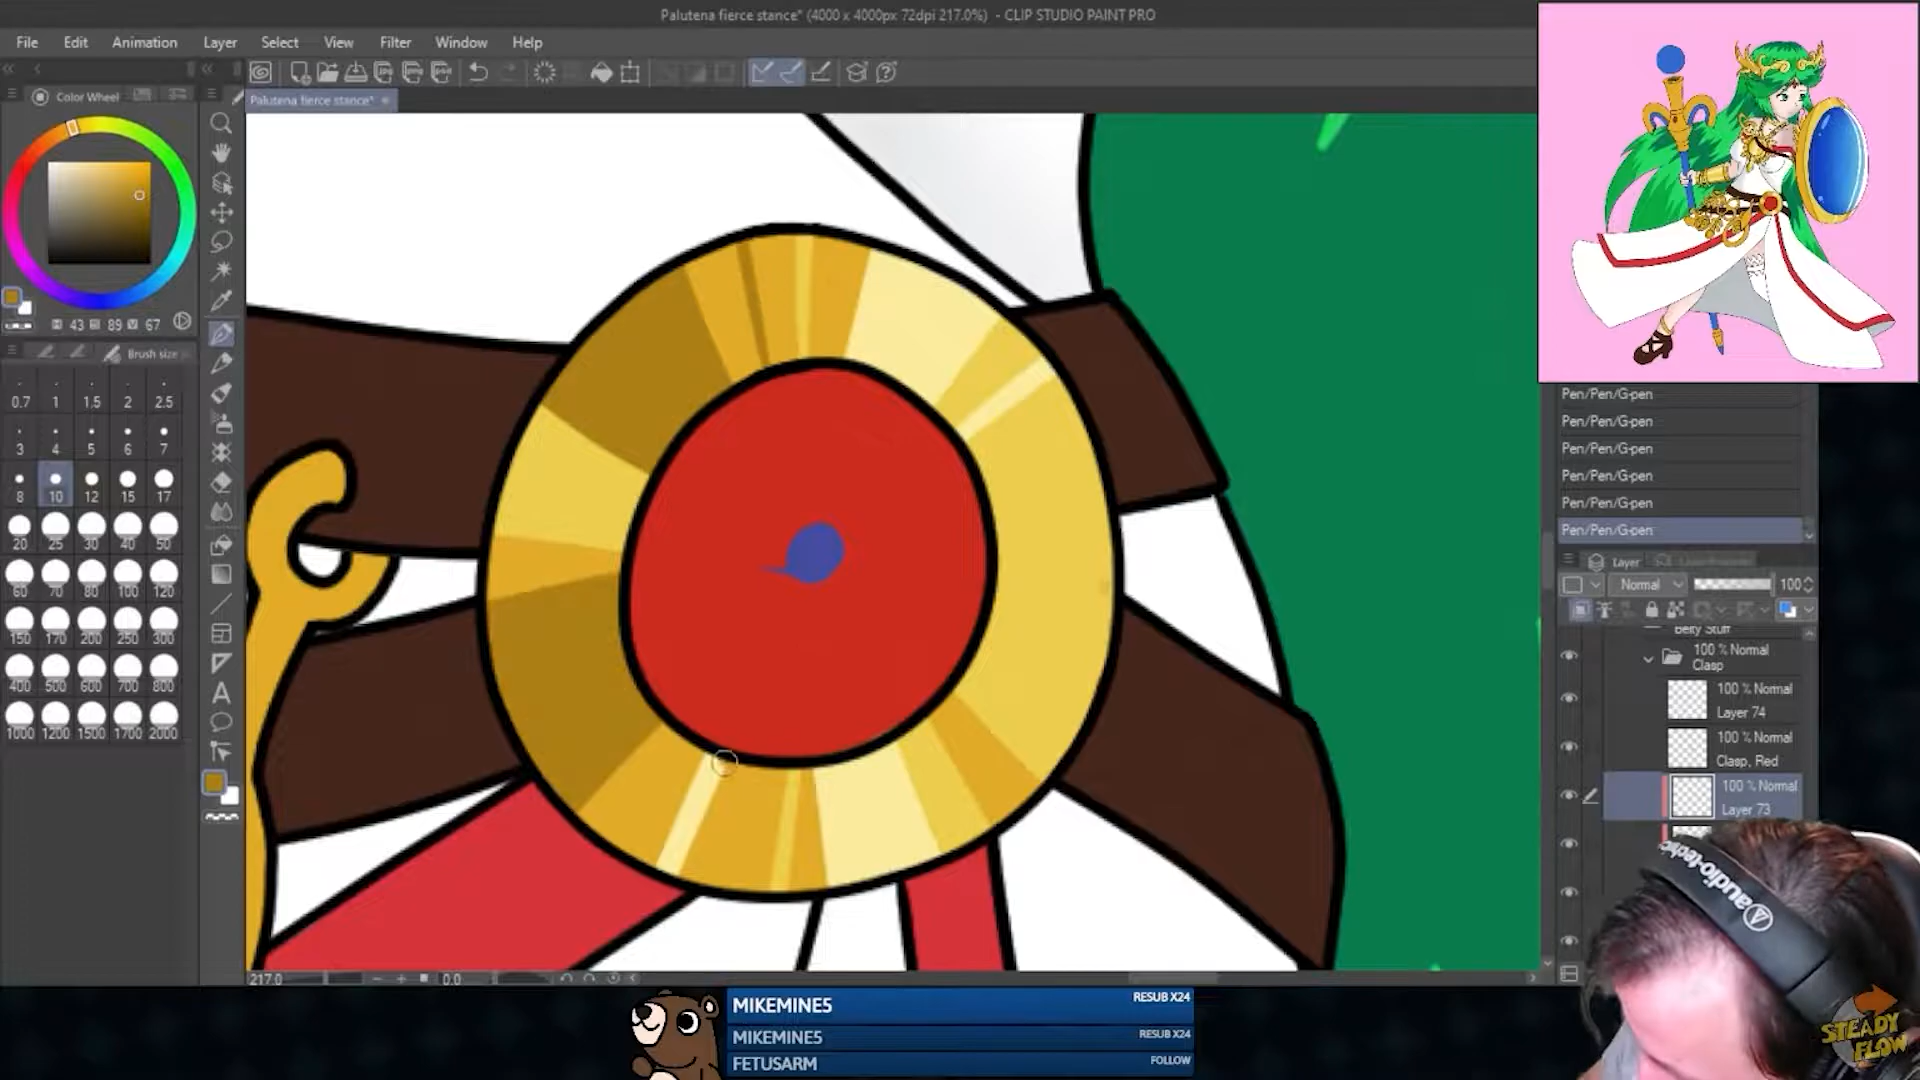 Palutena fierce stance* (4000 x 4000px 72dpi 217.0%) - CLIP STUDIO PAINT PRO
File Edit Animation Layer Select View Filter Window Help
Color Wheel
Palutena fierce stance*
43 89 67
Brush size
0.7 1 1.5 2 2.5
3 4 5 6 7
8 10 12 15 17
20 25 30 40 50
60 70 80 100 120
150 170 200 250 300
400 500 600 700 800
1000 1200 1500 1700 2000
Pen/Pen/G-pen
Pen/Pen/G-pen
Pen/Pen/G-pen
Pen/Pen/G-pen
Pen/Pen/G-pen
Pen/Pen/G-pen
Layer
Normal 100
Belty Stuff
100 % Normal
Clasp
100 % Normal
Layer 74
100 % Normal
Clasp, Red
100 % Normal
Layer 73
217.0 0.0
audio-technica
MIKEMINE5 RESUB X24
MIKEMINE5 RESUB X24
FETUSARM FOLLOW
STEADY
FLOW